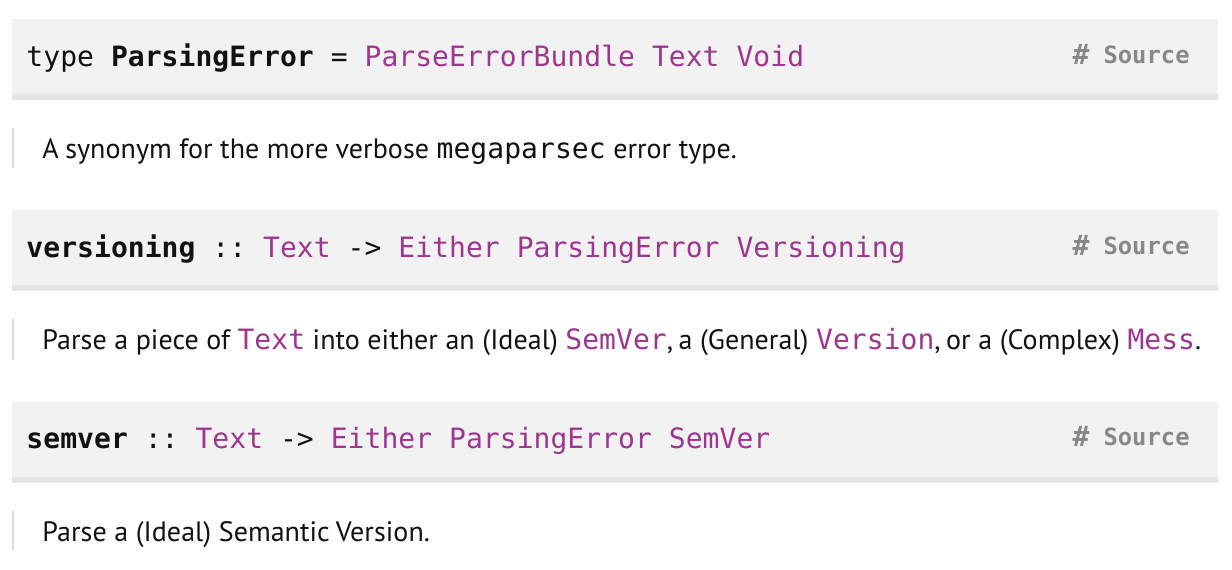 type ParsingError = ParseErrorBundle Text Void # Source
A synonym for the more verbose megaparsec error type.
versioning :: Text -> Either ParsingError Versioning # Source
Parse a piece of Text into either an (Ideal) SemVer, a (General) Version, or a (Complex) Mess.
semver :: Text -> Either ParsingError SemVer # Source
Parse a (Ideal) Semantic Version.